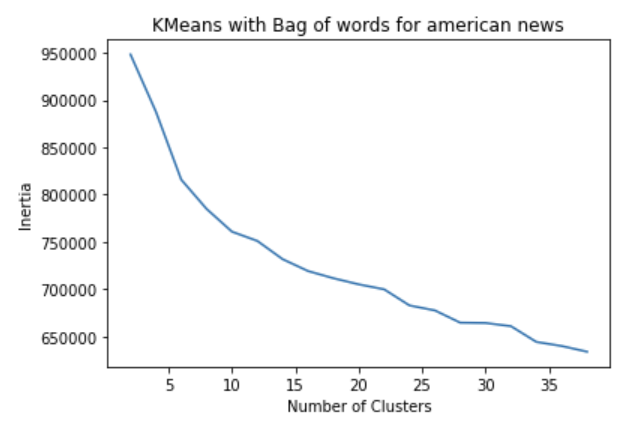 KMeans with Bag of words for american news
950000
900000
850000
800000
750000
700000
650000
Inertia
5 10 15 20 25 30 35
Number of Clusters